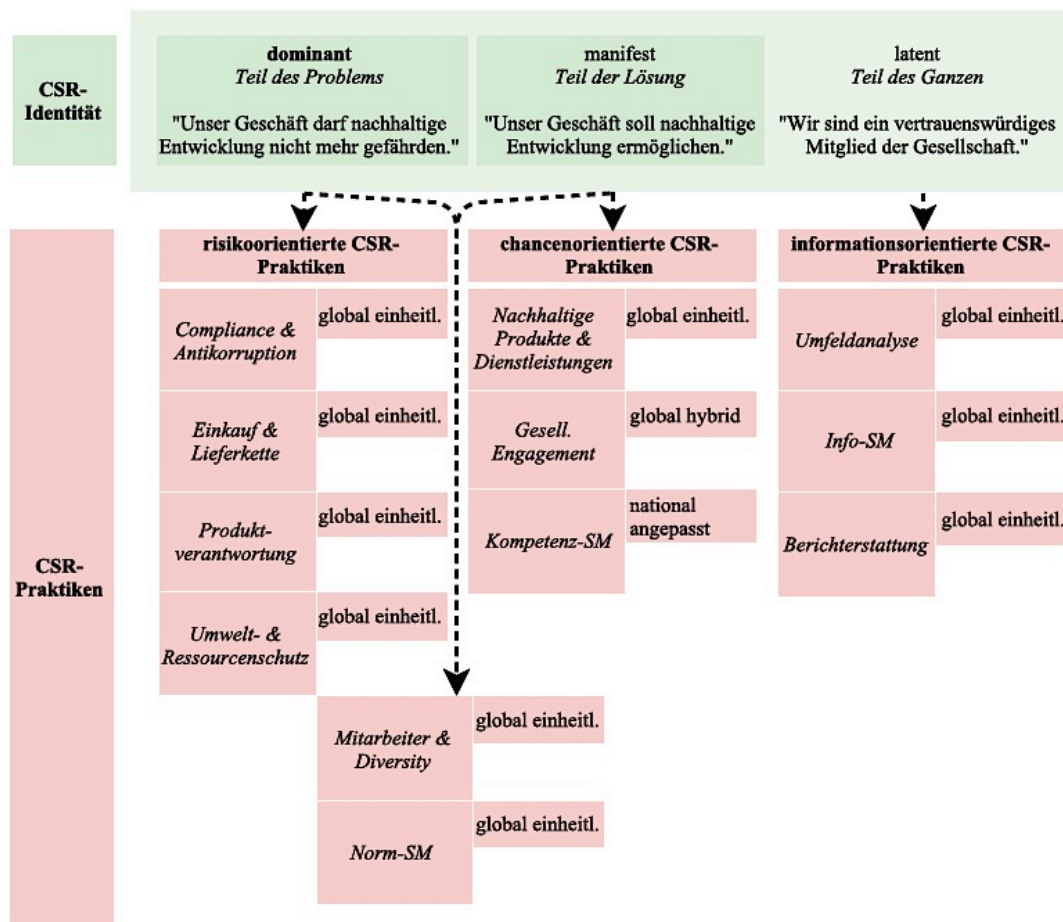 CSR-
Identität
dominant
Teil des Problems
"Unser Geschäft darf nachhaltige
Entwicklung nicht mehr gefährden."
manifest
Teil der Lösung
"Unser Geschäft soll nachhaltige
Entwicklung ermöglichen."
latent
Teil des Ganzen
"Wir sind ein vertrauenswürdiges
Mitglied der Gesellschaft."
CSR-
Praktiken
risikoorientierte CSR-
Praktiken
Compliance &
Antikorruption
global einheitl.
Einkauf &
Lieferkette
global einheitl.
Produkt-
verantwortung
global einheitl.
Umwelt- &
Ressourcenschutz
global einheitl.
chancenorientierte CSR-
Praktiken
Nachhaltige
Produkte &
Dienstleistungen
global einheitl.
Gesell.
Engagement
global hybrid
Kompetenz-SM
national
angepasst
informationsorientierte CSR-
Praktiken
Umfeldanalyse
global einheitl.
Info-SM
global einheitl.
Berichterstattung
global einheitl.
Mitarbeiter &
Diversity
global einheitl.
Norm-SM
global einheitl.